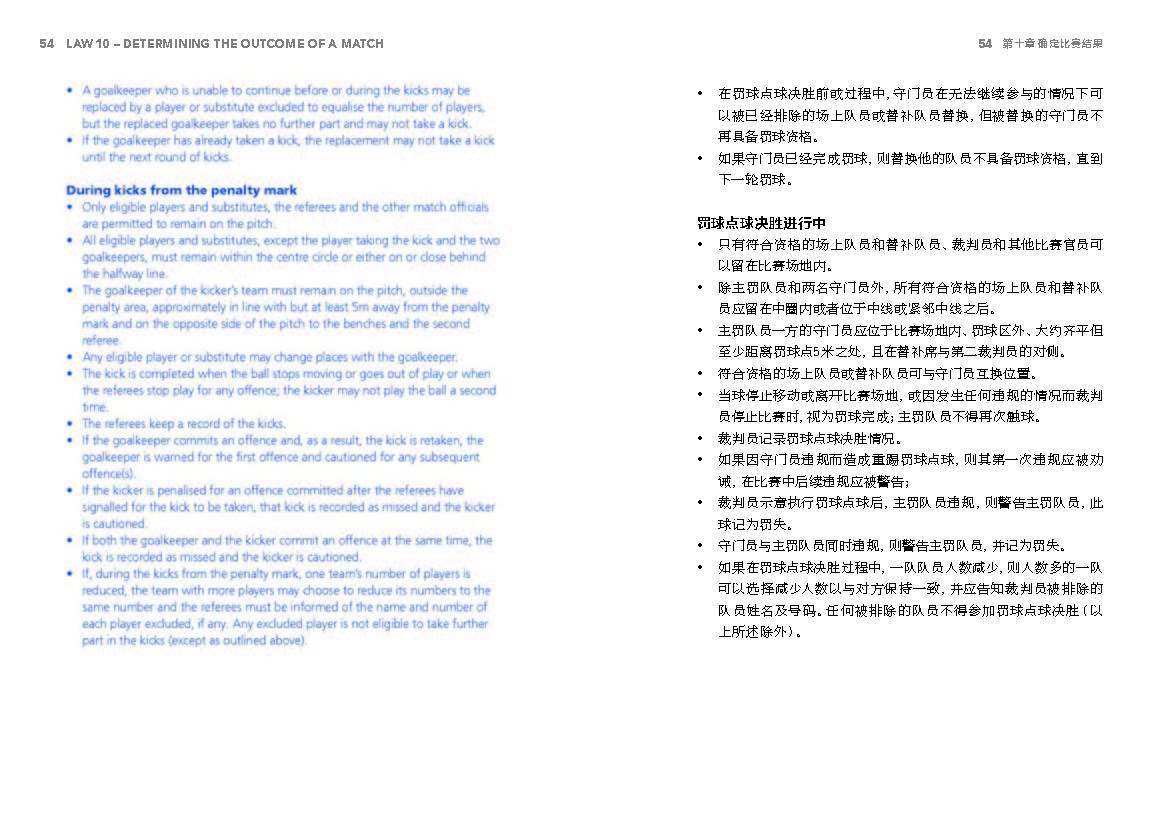 54 LAW 10 – DETERMINING THE OUTCOME OF A MATCH
• A goalkeeper who is unable to continue before or during the kicks may be
replaced by a player or substitute excluded to equalise the number of players,
but the replaced goalkeeper takes no further part and may not take a kick.
• If the goalkeeper has already taken a kick, the replacement may not take a kick
until the next round of kicks.
During kicks from the penalty mark
• Only eligible players and substitutes, the referees and the other match officials
are permitted to remain on the pitch.
• All eligible players and substitutes, except the player taking the kick and the two
goalkeepers, must remain within the centre circle or either on or close behind
the halfway line.
• The goalkeeper of the kicker's team must remain on the pitch, outside the
penalty area, approximately in line with but at least 5m away from the penalty
mark and on the opposite side of the pitch to the benches and the second
referee.
• Any eligible player or substitute may change places with the goalkeeper.
• The kick is completed when the ball stops moving or goes out of play or when
the referees stop play for any offence; the kicker may not play the ball a second
time.
• The referees keep a record of the kicks.
• If the goalkeeper commits an offence and, as a result, the kick is retaken, the
goalkeeper is warned for the first offence and cautioned for any subsequent
offence(s).
• If the kicker is penalised for an offence committed after the referees have
signalled for the kick to be taken, that kick is recorded as missed and the kicker
is cautioned.
• If both the goalkeeper and the kicker commit an offence at the same time, the
kick is recorded as missed and the kicker is cautioned.
• If, during the kicks from the penalty mark, one team's number of players is
reduced, the team with more players may choose to reduce its numbers to the
same number and the referees must be informed of the name and number of
each player excluded, if any. Any excluded player is not eligible to take further
part in the kicks (except as outlined above).
54 第十章 确定比赛结果
• 在罚球点球决胜前或过程中，守门员在无法继续参与的情况下可
以被已经排除的场上队员或替补队员替换，但被替换的守门员不
再具备罚球资格。
• 如果守门员已经完成罚球，则替换他的队员不具备罚球资格，直到
下一轮罚球。
罚球点球决胜进行中
• 只有符合资格的场上队员和替补队员、裁判员和其他比赛官员可
以留在比赛场地内。
• 除主罚队员和两名守门员外，所有符合资格的场上队员和替补队
员应留在中圈内或者位于中线或紧邻中线之后。
• 主罚队员一方的守门员应位于比赛场地内、罚球区外、大约齐平但
至少距离罚球点5米之处，且在替补席与第二裁判员的对侧。
• 符合资格的场上队员或替补队员可与守门员互换位置。
• 当球停止移动或离开比赛场地，或因发生任何违规的情况而裁判
员停止比赛时，视为罚球完成；主罚队员不得再次触球。
• 裁判员记录罚球点球决胜情况。
• 如果因守门员违规而造成重踢罚球点球，则其第一次违规应被劝
诫，在比赛中后续违规应被警告；
• 裁判员示意执行罚球点球后，主罚队员违规，则警告主罚队员，此
球记为罚失。
• 守门员与主罚队员同时违规，则警告主罚队员，并记为罚失。
• 如果在罚球点球决胜过程中，一队队员人数减少，则人数多的一队
可以选择减少人数以与对方保持一致，并应告知裁判员被排除的
队员姓名及号码。任何被排除的队员不得参加罚球点球决胜（以
上所述除外）。